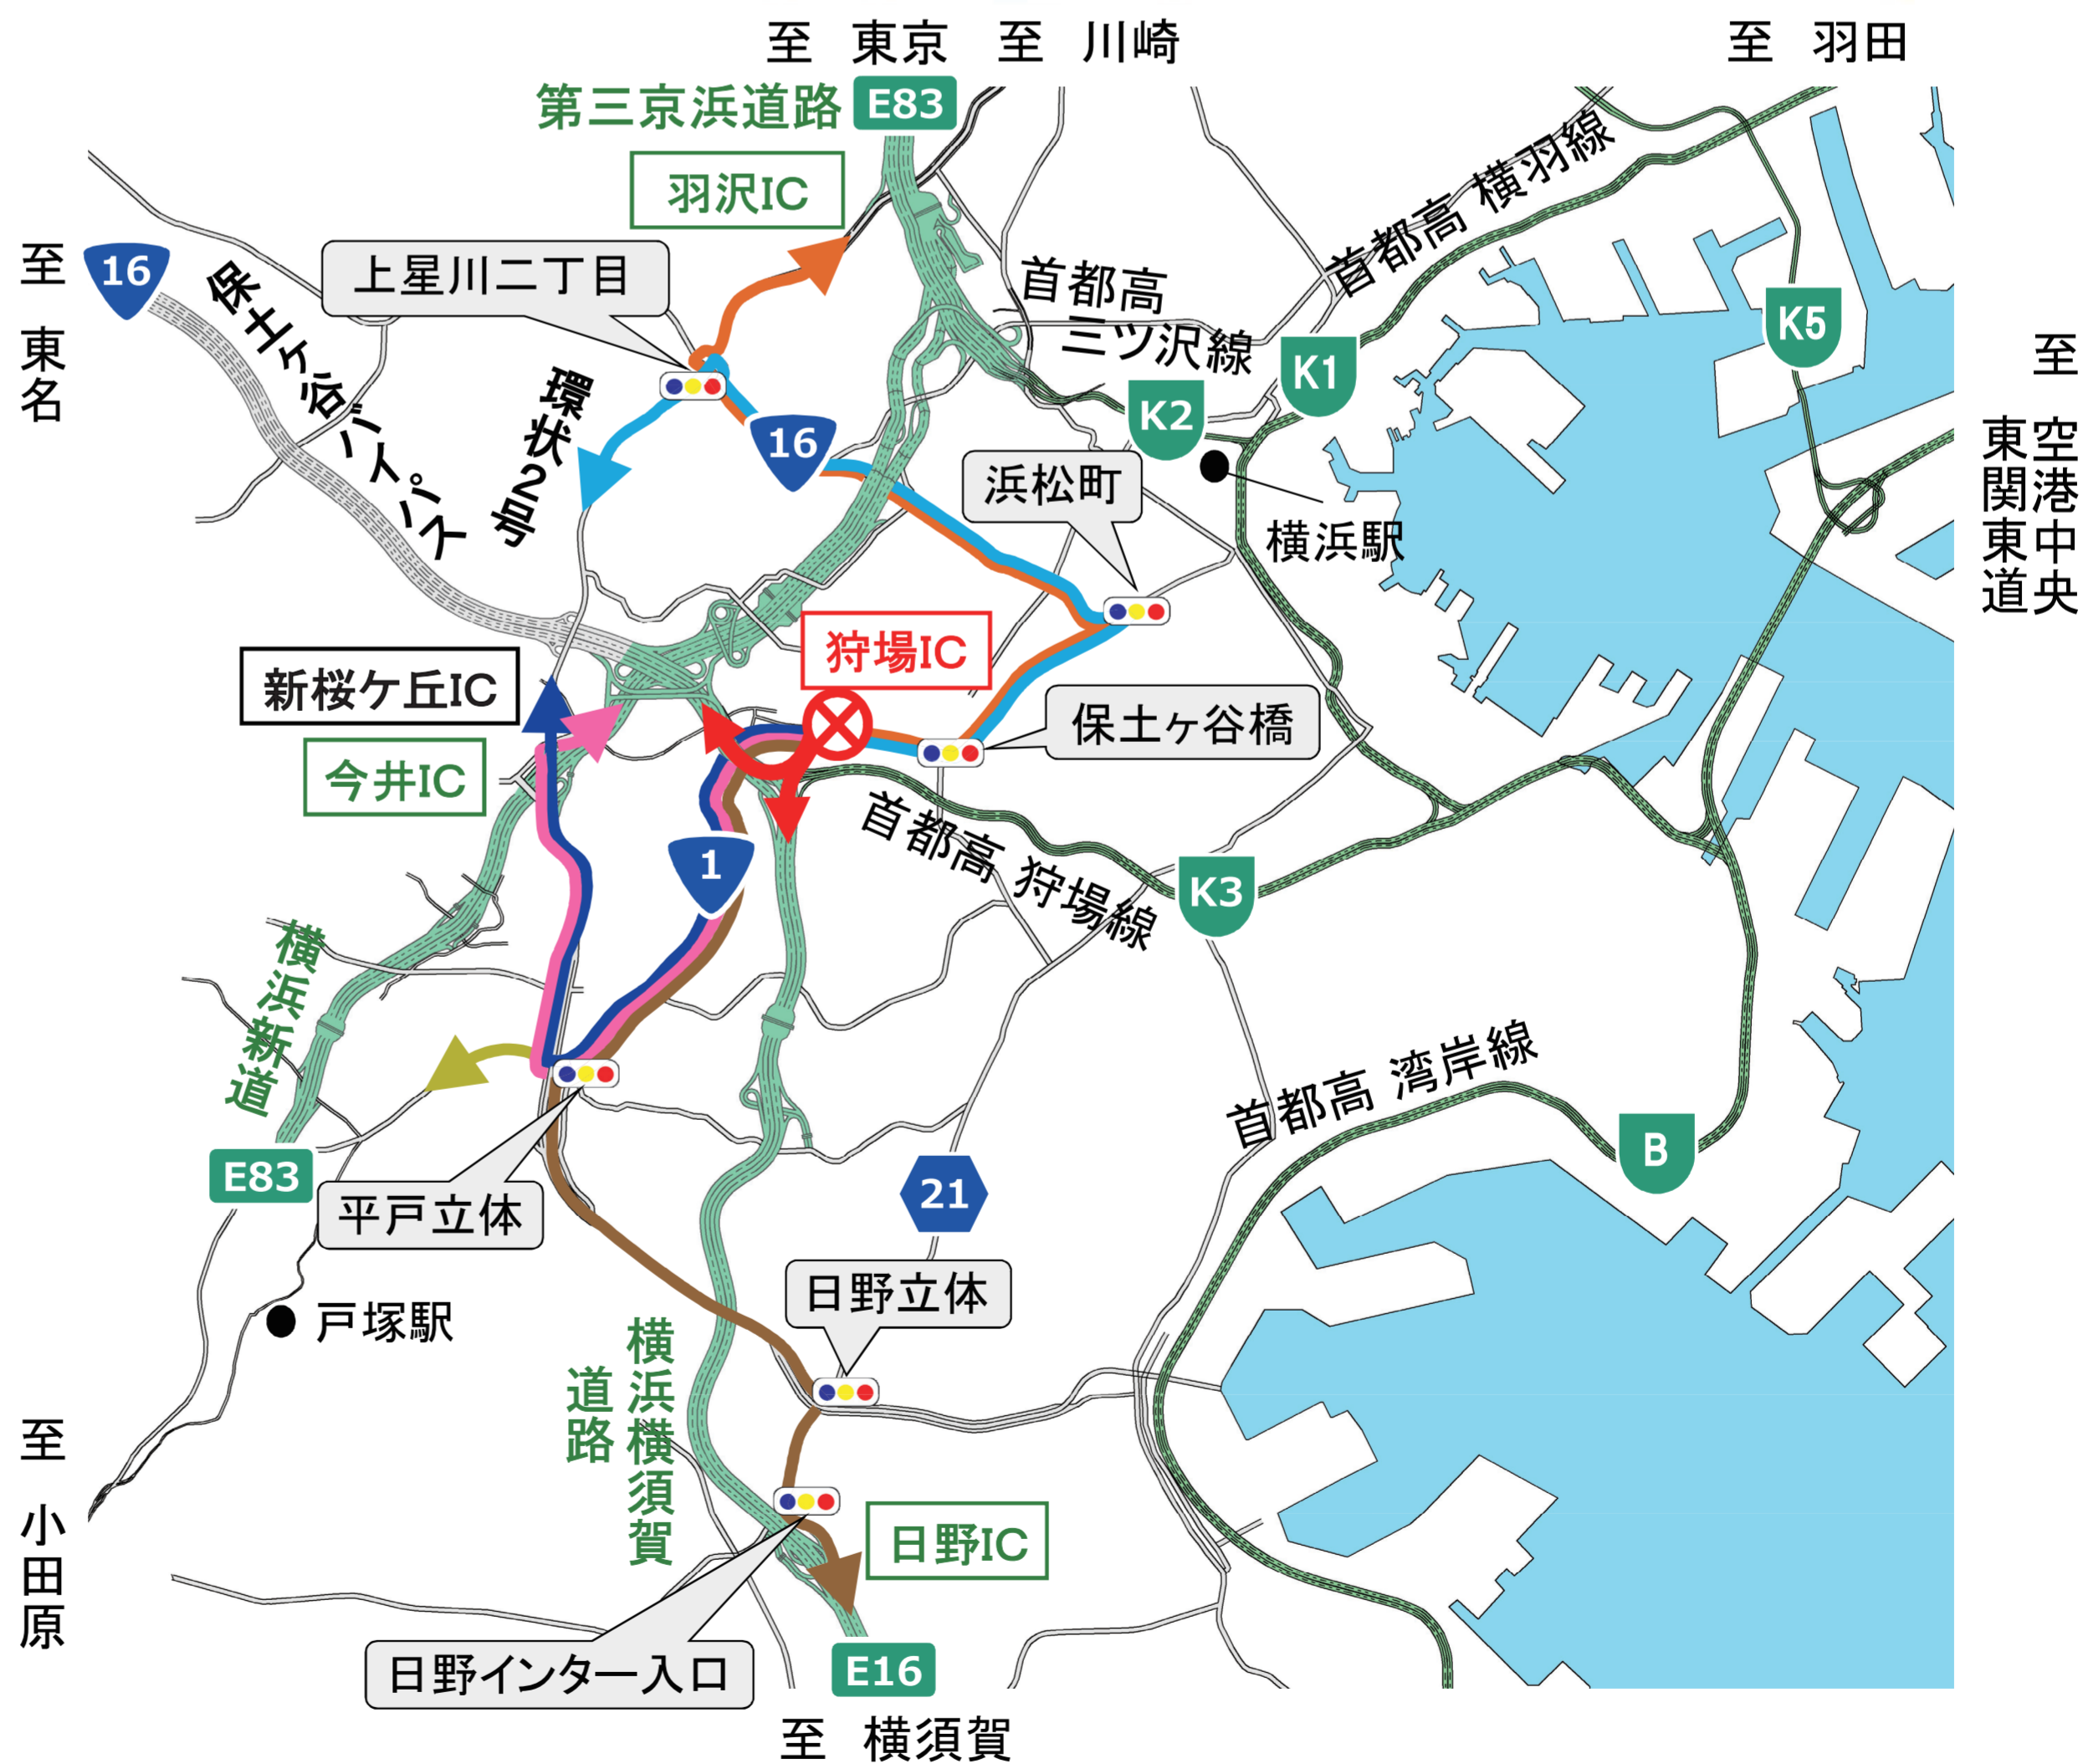 至 東京
至 川崎
至 羽田
第三京浜道路
E83
羽沢IC
首都高 横羽線
至 東名
16
保土ヶ谷バイパス
上星川二丁目
首都高
三ツ沢線
K1
K5
K2
環状2号
16
浜松町
横浜駅
至 空港中央
東関東道
狩場IC
新桜ケ丘IC
保土ヶ谷橋
今井IC
首都高 狩場線
1
K3
横浜新道
首都高 湾岸線
B
E83
平戸立体
21
日野立体
戸塚駅
横浜横須賀
道路
至 小田原
日野IC
日野インター入口
E16
至 横須賀